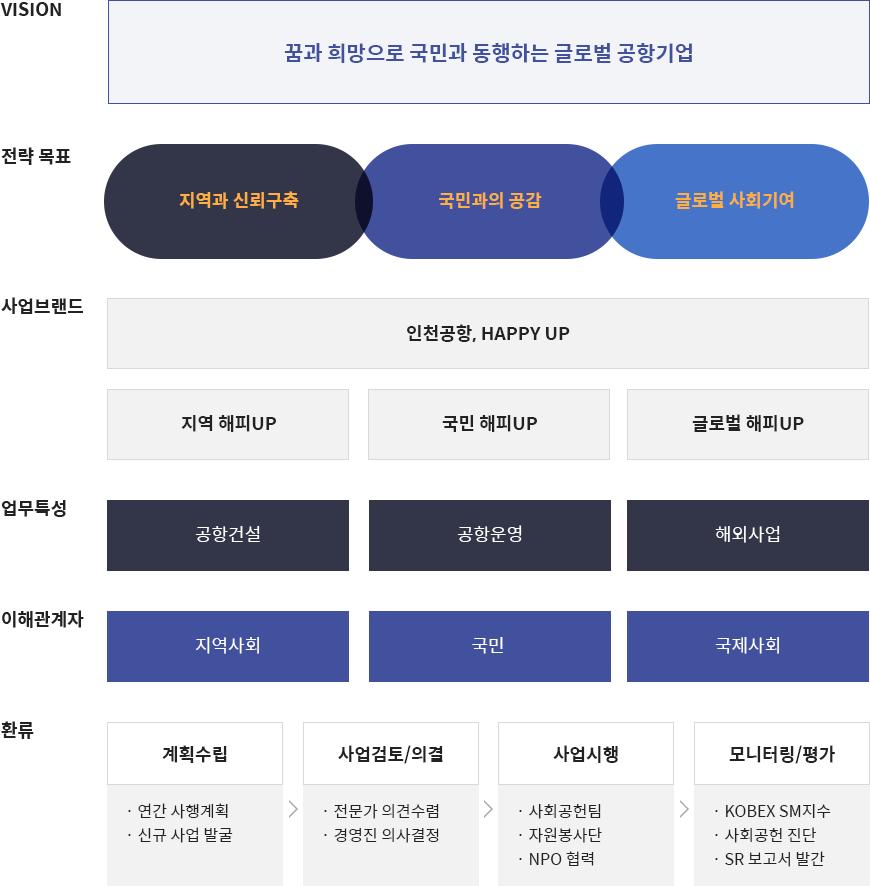 VISION
꿈과 희망으로 국민과 동행하는 글로벌 공항기업
전략 목표
지역과 신뢰구축
국민과의 공감
글로벌 사회기여
사업브랜드
인천공항, HAPPY UP
지역 해피UP
국민 해피UP
글로벌 해피UP
업무특성
공항건설
공항운영
해외사업
이해관계자
지역사회
국민
국제사회
환류
계획수립
· 연간 사행계획
· 신규 사업 발굴
사업검토/의결
· 전문가 의견수렴
· 경영진 의사결정
사업시행
· 사회공헌팀
· 자원봉사단
· NPO 협력
모니터링/평가
· KOBEX SM지수
· 사회공헌 진단
· SR 보고서 발간